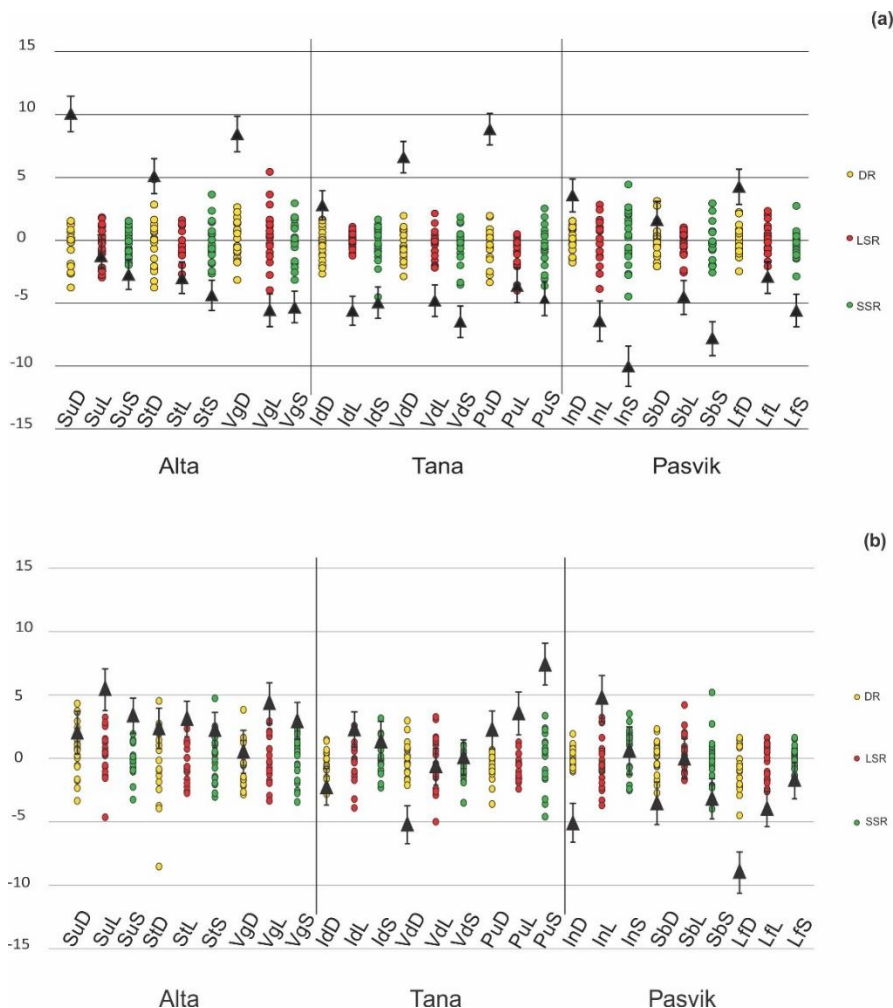 (a)
15
10
5
0
-5
-10
-15
DR
LSR
SSR
SuD SuL SuS StD StL StS VgD VgL VgS IdD IdL IdS VdD VdL VdS PuD PuL PuS InD InL InS SbD SbL SbS LfD LfL LfS
Alta Tana Pasvik
(b)
15
10
5
0
-5
-10
-15
DR
LSR
SSR
SuD SuL SuS StD StL StS VgD VgL VgS IdD IdL IdS VdD VdL VdS PuD PuL PuS InD InL InS SbD SbL SbS LfD LfL LfS
Alta Tana Pasvik